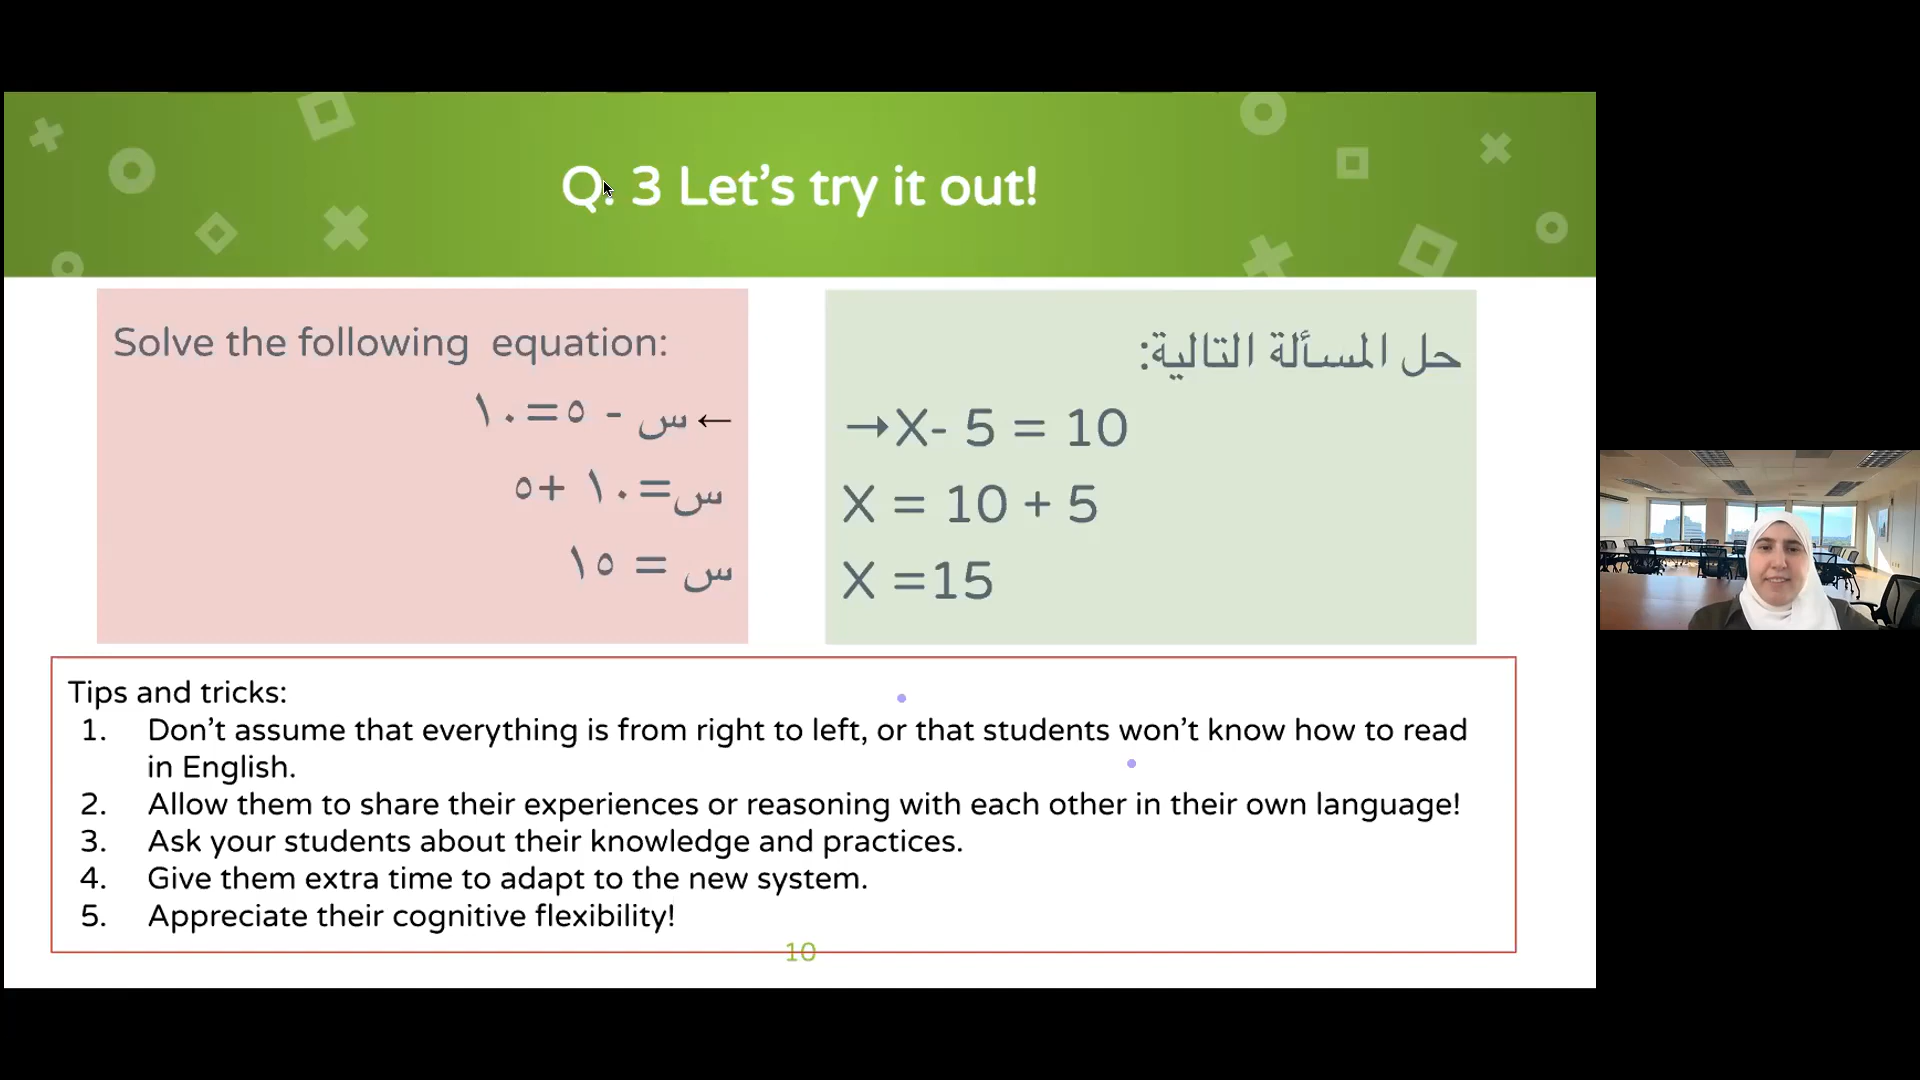 Q. 3 Let’s try it out!
Solve the following equation:
←س - ٥=١٠
س=١٠ +٥
س = ١٥
حل المسألة التالية:
→X- 5 = 10
X = 10 + 5
X =15
Tips and tricks:
1. Don’t assume that everything is from right to left, or that students won’t know how to read
in English.
2. Allow them to share their experiences or reasoning with each other in their own language!
3. Ask your students about their knowledge and practices.
4. Give them extra time to adapt to the new system.
5. Appreciate their cognitive flexibility!
10